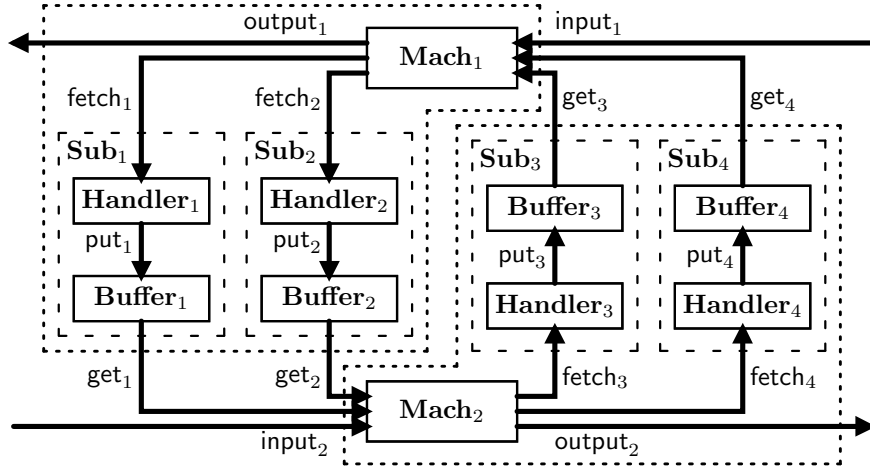 output₁
input₁
Mach₁
fetch₁
fetch₂
get₃
get₄
Sub₁
Sub₂
Sub₃
Sub₄
Handler₁
Handler₂
Buffer₃
Buffer₄
put₁
put₂
put₃
put₄
Buffer₁
Buffer₂
Handler₃
Handler₄
get₁
get₂
fetch₃
fetch₄
Mach₂
input₂
output₂